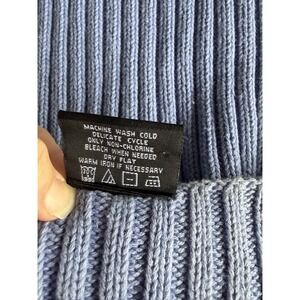 MACHINE WASH COLD
DELICATE CYCLE
ONLY NON-CHLORINE
BLEACH WHEN NEEDED
DRY FLAT
WARM IRON IF NECESSARY